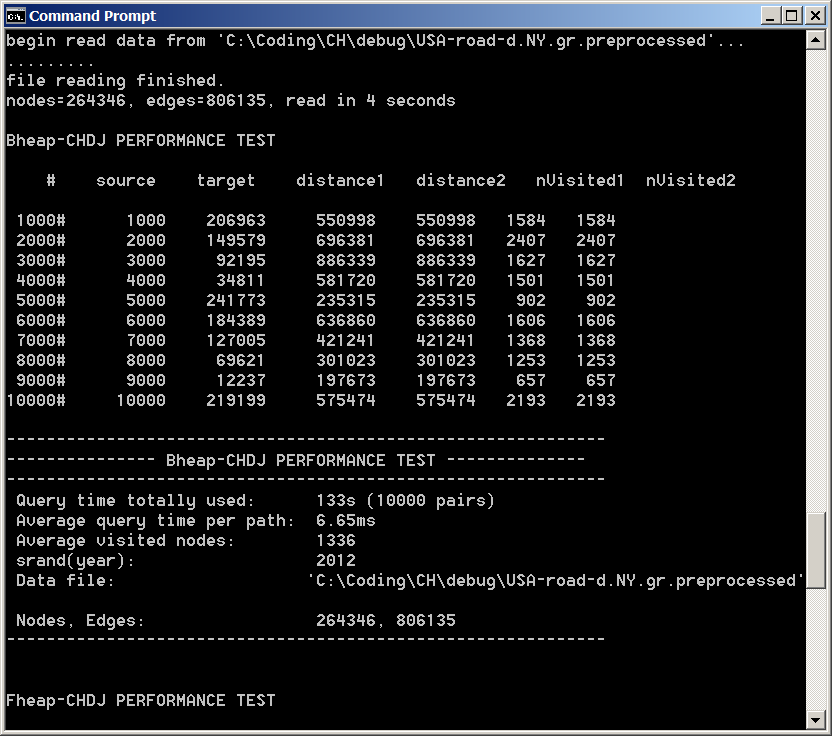 Command Prompt
begin read data from 'C:\Coding\CH\debug\USA-road-d.NY.gr.preprocessed'...
.........
file reading finished.
nodes=264346, edges=806135, read in 4 seconds
Bheap-CHDJ PERFORMANCE TEST
# source target distance1 distance2 nVisited1 nVisited2
1000# 1000 206963 550998 550998 1584 1584
2000# 2000 149579 696381 696381 2407 2407
3000# 3000 92195 886339 886339 1627 1627
4000# 4000 34811 581720 581720 1501 1501
5000# 5000 241773 235315 235315 902 902
6000# 6000 184389 636860 636860 1606 1606
7000# 7000 127005 421241 421241 1368 1368
8000# 8000 69621 301023 301023 1253 1253
9000# 9000 12237 197673 197673 657 657
10000# 10000 219199 575474 575474 2193 2193
------------------------------------------------------------
--------------- Bheap-CHDJ PERFORMANCE TEST --------------
------------------------------------------------------------
Query time totally used: 133s (10000 pairs)
Average query time per path: 6.65ms
Average visited nodes: 1336
srand(year): 2012
Data file: 'C:\Coding\CH\debug\USA-road-d.NY.gr.preprocessed'
Nodes, Edges: 264346, 806135
------------------------------------------------------------
Fheap-CHDJ PERFORMANCE TEST